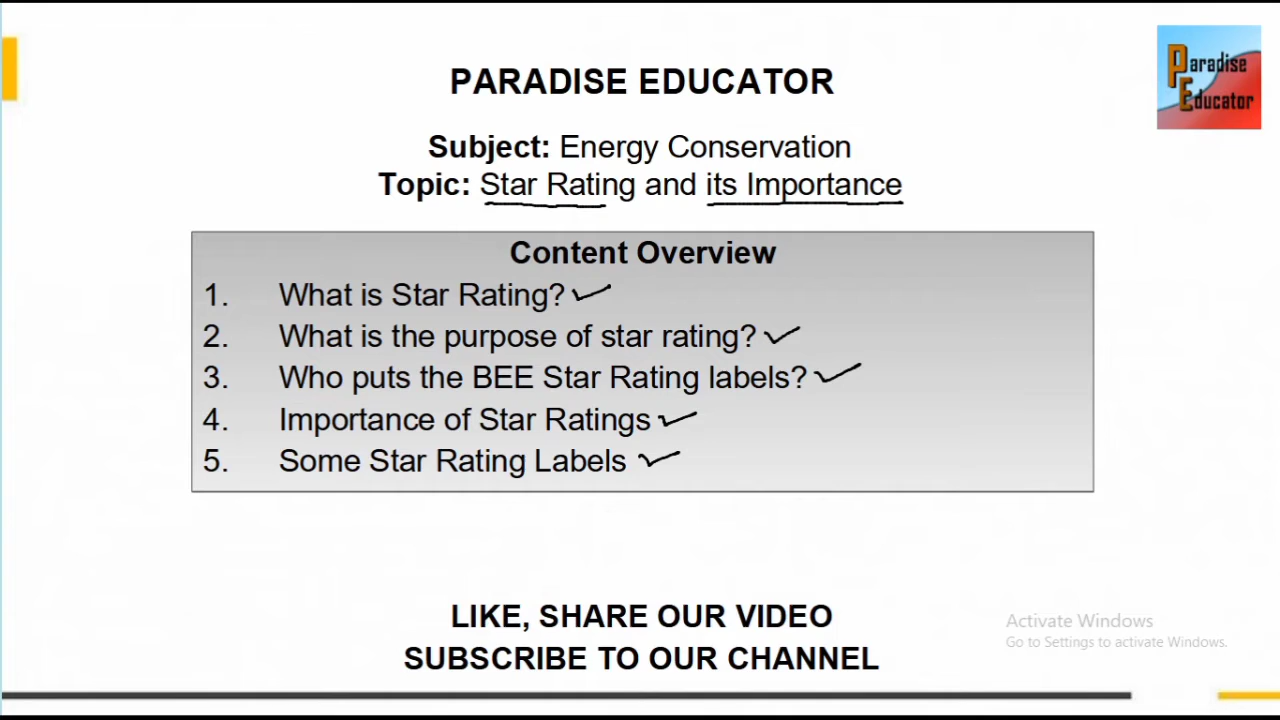 PARADISE EDUCATOR
Paradise
Educator
Subject: Energy Conservation
Topic: Star Rating and its Importance
Content Overview
1. What is Star Rating?
2. What is the purpose of star rating?
3. Who puts the BEE Star Rating labels?
4. Importance of Star Ratings
5. Some Star Rating Labels
LIKE, SHARE OUR VIDEO
SUBSCRIBE TO OUR CHANNEL
Activate Windows
Go to Settings to activate Windows.